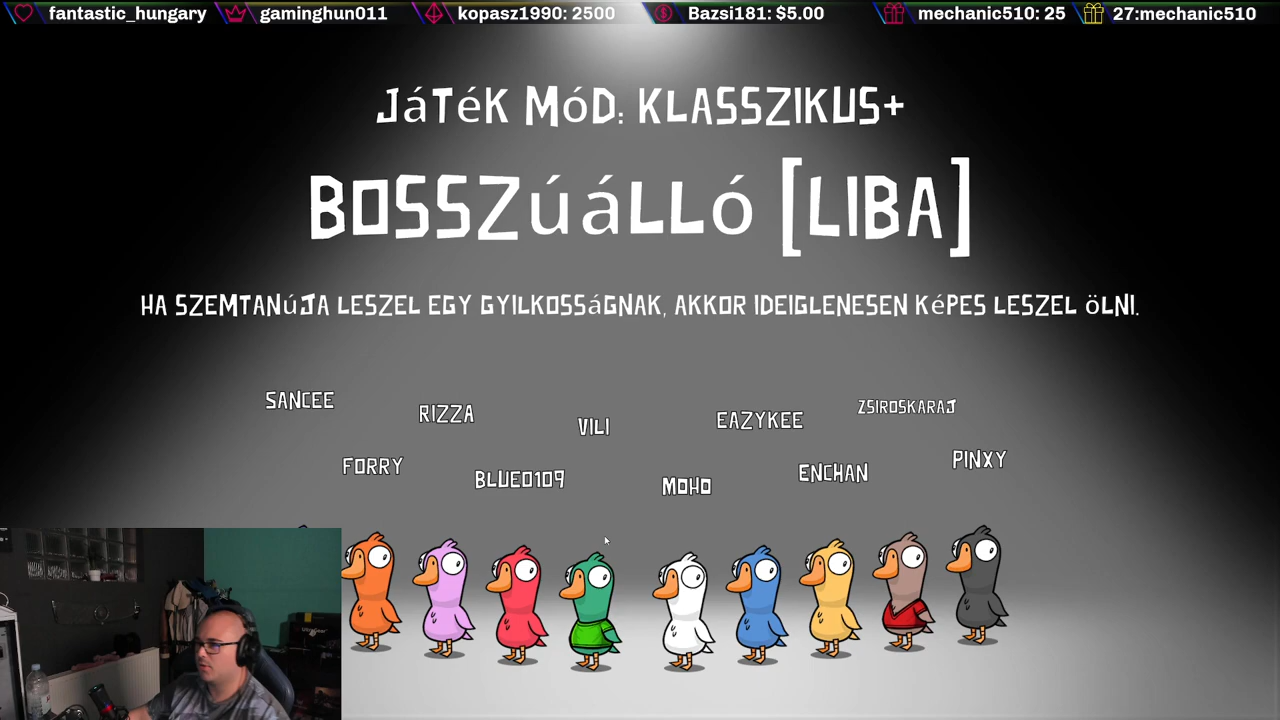 fantastic_hungary gaminghun011 kopasz1990: 2500 Bazsi181: $5.00 mechanic510: 25 27:mechanic510
JáTéK MóD: KLASSZIKUS+
BOSSZúáLLó [LIBA]
HA SZEMTANúJA LESZEL EGY GYILKOSSáGNAK, AKKOR IDEIGLENESEN KéPES LESZEL öLNI.
SANCEE RIZZA VILI EAZYKEE ZSIROSKARAJ
FORRY BLUE0109 MOHO ENCHAN PINXY